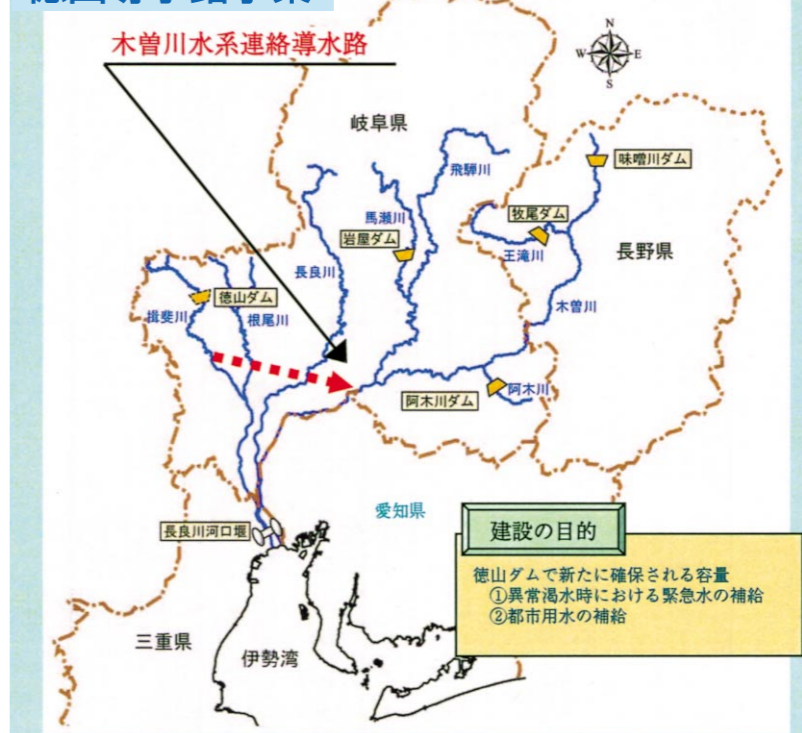 木曽川水系連絡導水路
N
W
E
S
岐阜県
飛騨川
味噌川ダム
馬瀬川
牧尾ダム
岩屋ダム
王滝川
長野県
長良川
徳山ダム
木曽川
揖斐川
根尾川
阿木川ダム
阿木川
愛知県
長良川河口堰
建設の目的
徳山ダムで新たに確保される容量
①異常渇水時における緊急水の補給
②都市用水の補給
三重県
伊勢湾